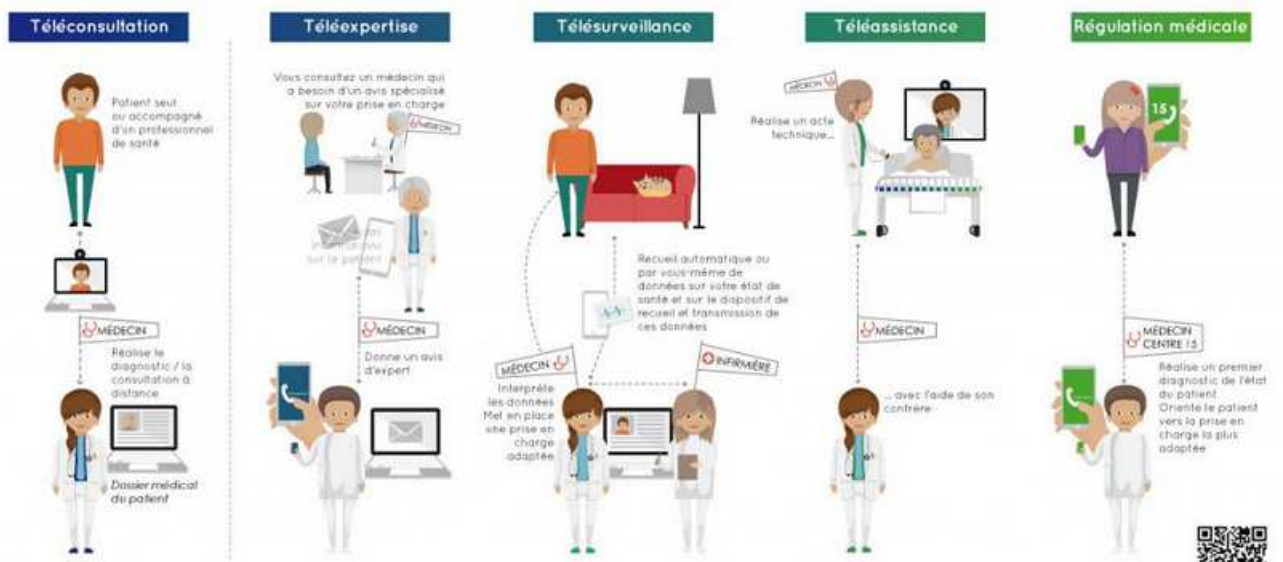 Téléconsultation
Patient seul
ou accompagné
d'un professionnel
de santé
MÉDECIN
Réalise le
diagnostic / la
consultation à
distance
Dossier médical
du patient
Téléexpertise
Vous consultez un médecin qui
a besoin d'un avis spécialisé
sur votre prise en charge
MÉDECIN
sur le patient
MÉDECIN
Donne un avis
d'expert
Télésurveillance
Recueil automatique ou
par vous-même de
données sur votre état de
santé et sur le dispositif de
recueil et transmission de
ces données
MÉDECIN
Interprète
les données
Met en place
une prise en
charge
adaptée
INFIRMIÈRE
Téléassistance
MÉDECIN
Réalise un acte
technique...
MÉDECIN
... avec l'aide de son
confrère
Régulation médicale
15
MÉDECIN
CENTRE 15
Réalise un premier
diagnostic de l'état
du patient
Oriente le patient
vers la prise en
charge la plus
adaptée